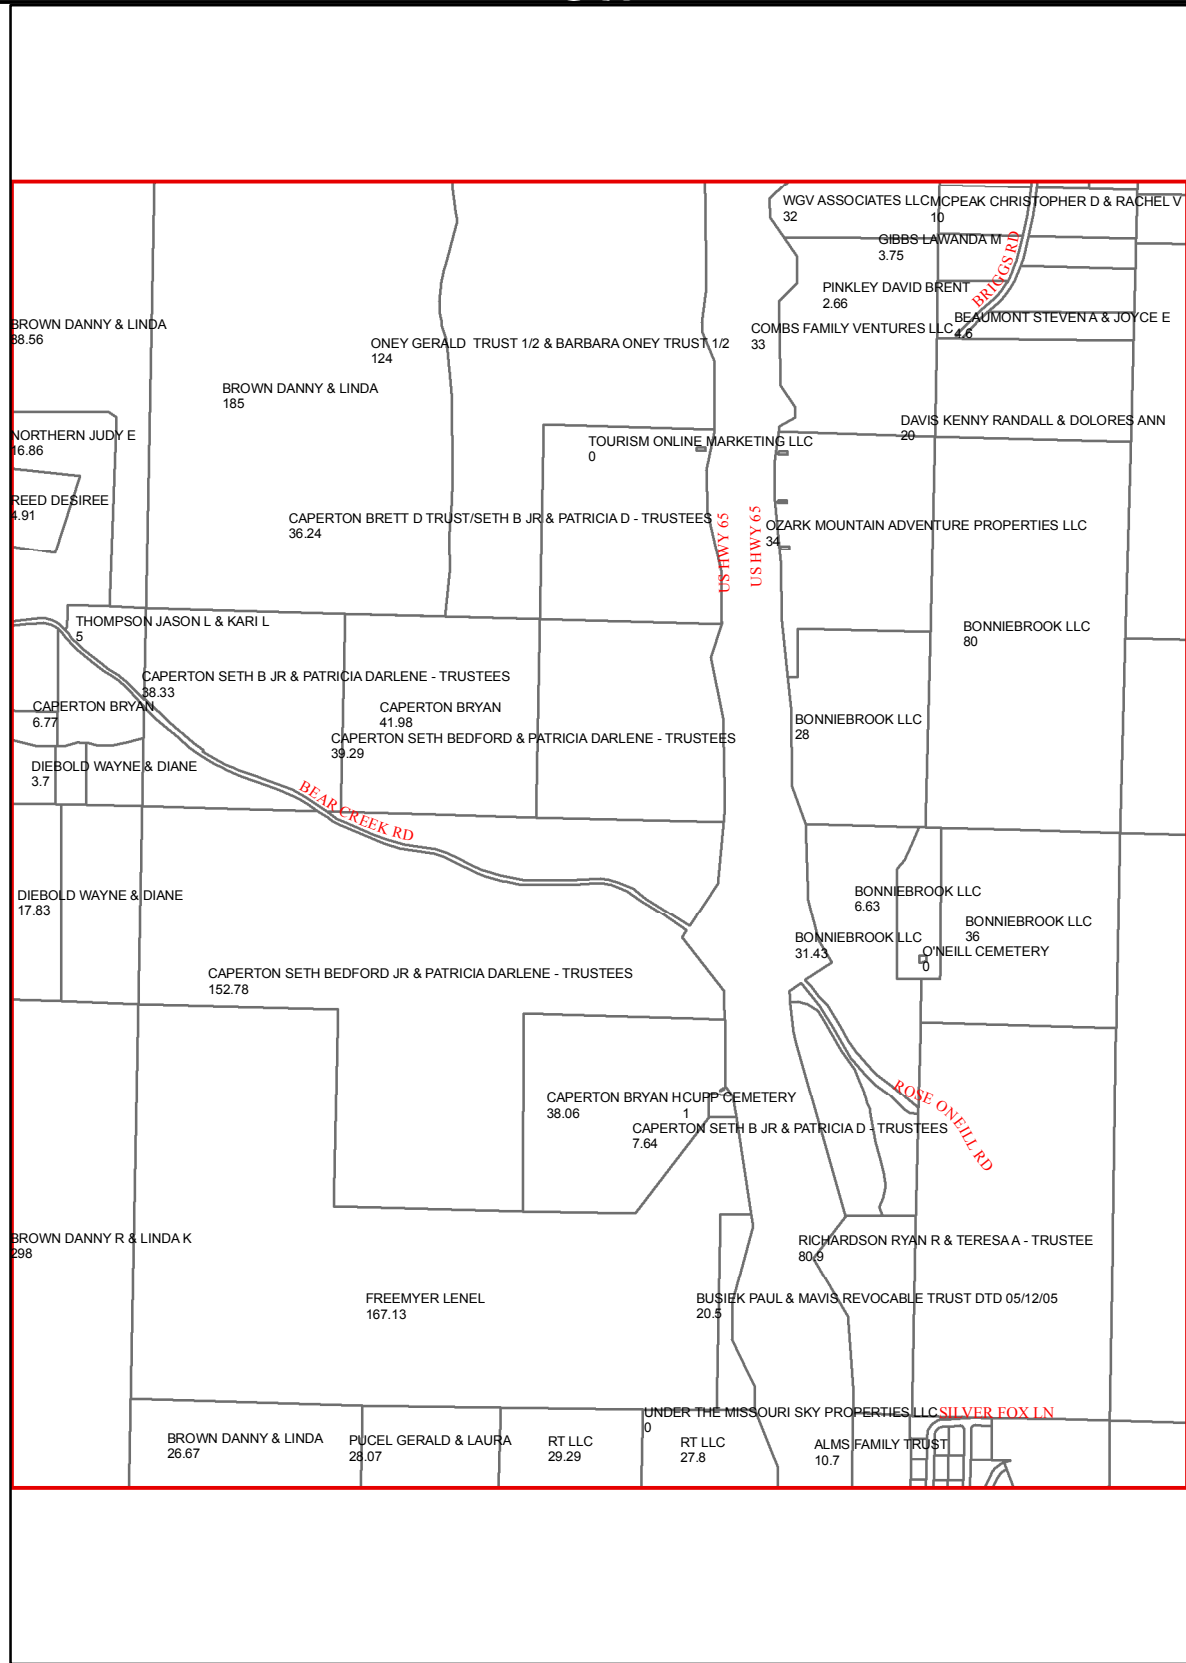 WGV ASSOCIATES LLC
32
MCPEAK CHRISTOPHER D & RACHEL V
10
GIBBS LAWANDA M
3.75
BRIGGS RD
PINKLEY DAVID BRENT
2.66
BEAUMONT STEVEN A & JOYCE E
4.6
COMBS FAMILY VENTURES LLC
33
BROWN DANNY & LINDA
38.56
ONEY GERALD  TRUST 1/2 & BARBARA ONEY TRUST 1/2
124
BROWN DANNY & LINDA
185
DAVIS KENNY RANDALL & DOLORES ANN
20
NORTHERN JUDY E
16.86
TOURISM ONLINE MARKETING LLC
0
REED DESIREE
4.91
CAPERTON BRETT D TRUST/SETH B JR & PATRICIA D - TRUSTEES
36.24
US HWY 65
US HWY 65
OZARK MOUNTAIN ADVENTURE PROPERTIES LLC
34
THOMPSON JASON L & KARI L
5
BONNIEBROOK LLC
80
CAPERTON SETH B JR & PATRICIA DARLENE - TRUSTEES
38.33
CAPERTON BRYAN
6.77
CAPERTON BRYAN
41.98
BONNIEBROOK LLC
28
CAPERTON SETH BEDFORD & PATRICIA DARLENE - TRUSTEES
39.29
DIEBOLD WAYNE & DIANE
3.7
BEAR CREEK RD
DIEBOLD WAYNE & DIANE
17.83
BONNIEBROOK LLC
6.63
BONNIEBROOK LLC
36
BONNIEBROOK LLC
31.43
O'NEILL CEMETERY
0
CAPERTON SETH BEDFORD JR & PATRICIA DARLENE - TRUSTEES
152.78
CAPERTON BRYAN H
38.06
CUPP CEMETERY
1
ROSE ONEILL RD
CAPERTON SETH B JR & PATRICIA D - TRUSTEES
7.64
BROWN DANNY R & LINDA K
298
RICHARDSON RYAN R & TERESA A - TRUSTEE
80.9
FREEMYER LENEL
167.13
BUSIEK PAUL & MAVIS REVOCABLE TRUST DTD 05/12/05
20.5
UNDER THE MISSOURI SKY PROPERTIES LLC
0
SILVER FOX LN
BROWN DANNY & LINDA
26.67
PUCEL GERALD & LAURA
28.07
RT LLC
29.29
RT LLC
27.8
ALMS FAMILY TRUST
10.7